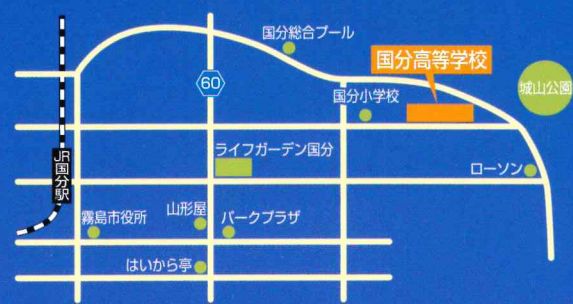 国分総合プール
国分高等学校
60
城山公園
国分小学校
ライフガーデン国分
ローソン
JR国分駅
山形屋
霧島市役所
パークプラザ
はいから亭